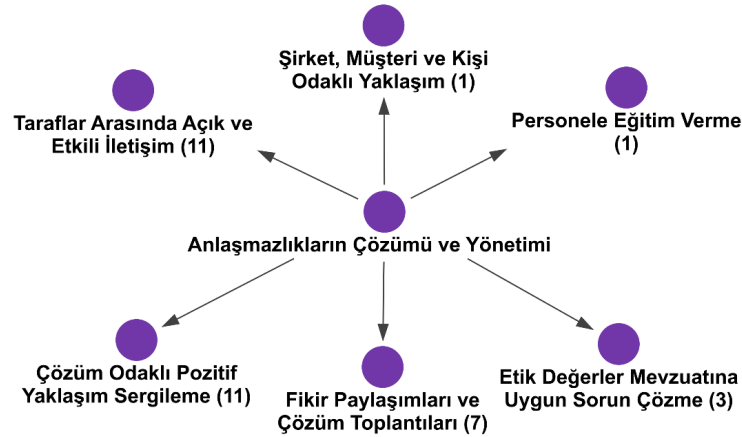 Şirket, Müşteri ve Kişi
Odaklı Yaklaşım (1)
Taraflar Arasında Açık ve
Etkili İletişim (11)
Personele Eğitim Verme
(1)
Anlaşmazlıkların Çözümü ve Yönetimi
Çözüm Odaklı Pozitif
Yaklaşım Sergileme (11)
Fikir Paylaşımları ve
Çözüm Toplantıları (7)
Etik Değerler Mevzuatına
Uygun Sorun Çözme (3)